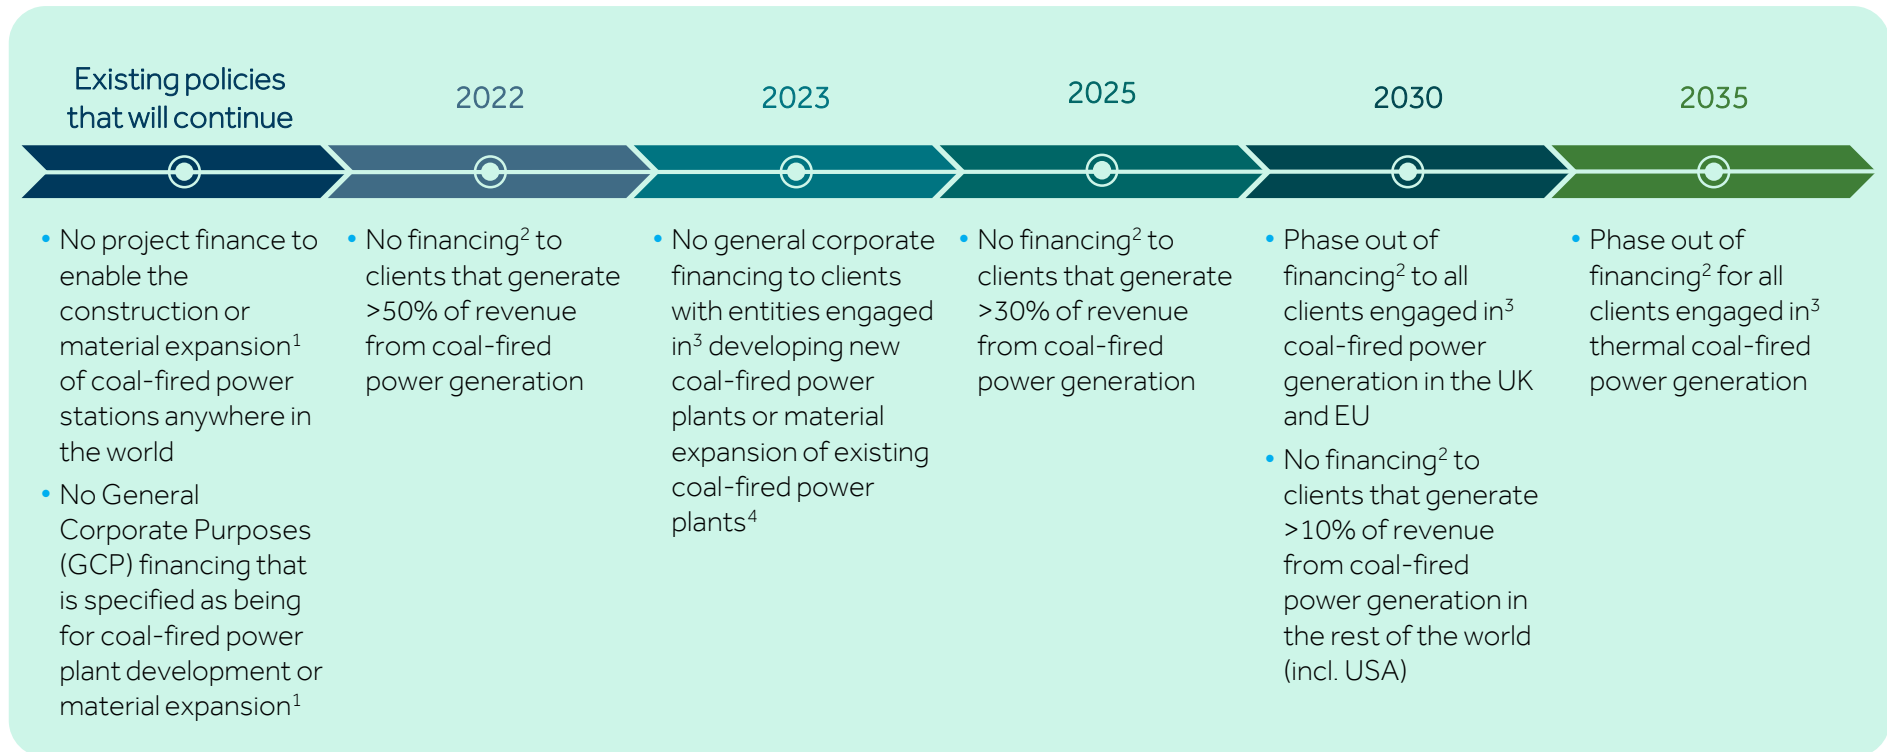 Existing policies
that will continue
2022
2023
2025
2030
2035
• No project finance to
enable the
construction or
material expansion¹
of coal-fired power
stations anywhere in
the world
• No General
Corporate Purposes
(GCP) financing that
is specified as being
for coal-fired power
plant development or
material expansion¹
• No financing² to
clients that generate
>50% of revenue
from coal-fired
power generation
• No general corporate
financing to clients
with entities engaged
in³ developing new
coal-fired power
plants or material
expansion of existing
coal-fired power
plants⁴
• No financing² to
clients that generate
>30% of revenue
from coal-fired
power generation
• Phase out of
financing² to all
clients engaged in³
coal-fired power
generation in the UK
and EU
• No financing² to
clients that generate
>10% of revenue
from coal-fired
power generation in
the rest of the world
(incl. USA)
• Phase out of
financing² for all
clients engaged in³
thermal coal-fired
power generation